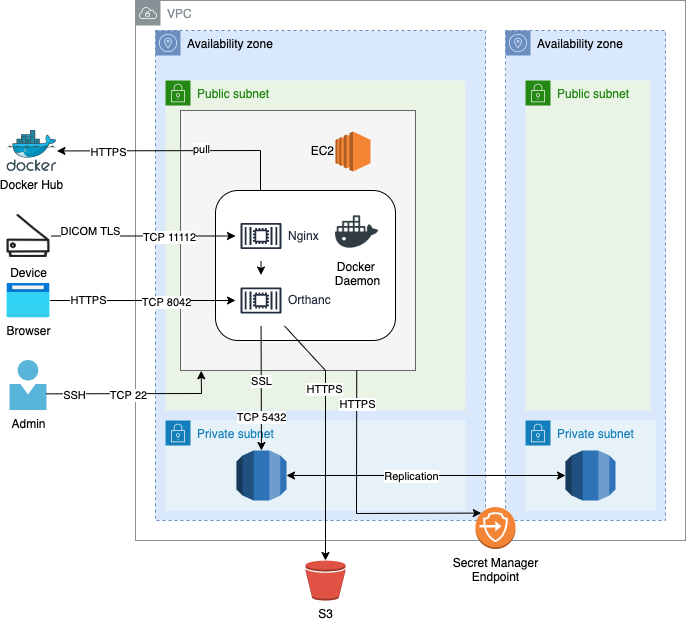 VPC
Availability zone
Availability zone
Public subnet
Public subnet
EC2
pull
HTTPS
docker
Docker Hub
DICOM TLS
TCP 11112
Nginx
Device
Docker
Daemon
HTTPS
TCP 8042
Orthanc
Browser
SSL
HTTPS
SSH
TCP 22
HTTPS
TCP 5432
Admin
Private subnet
Private subnet
Replication
Secret Manager
Endpoint
S3